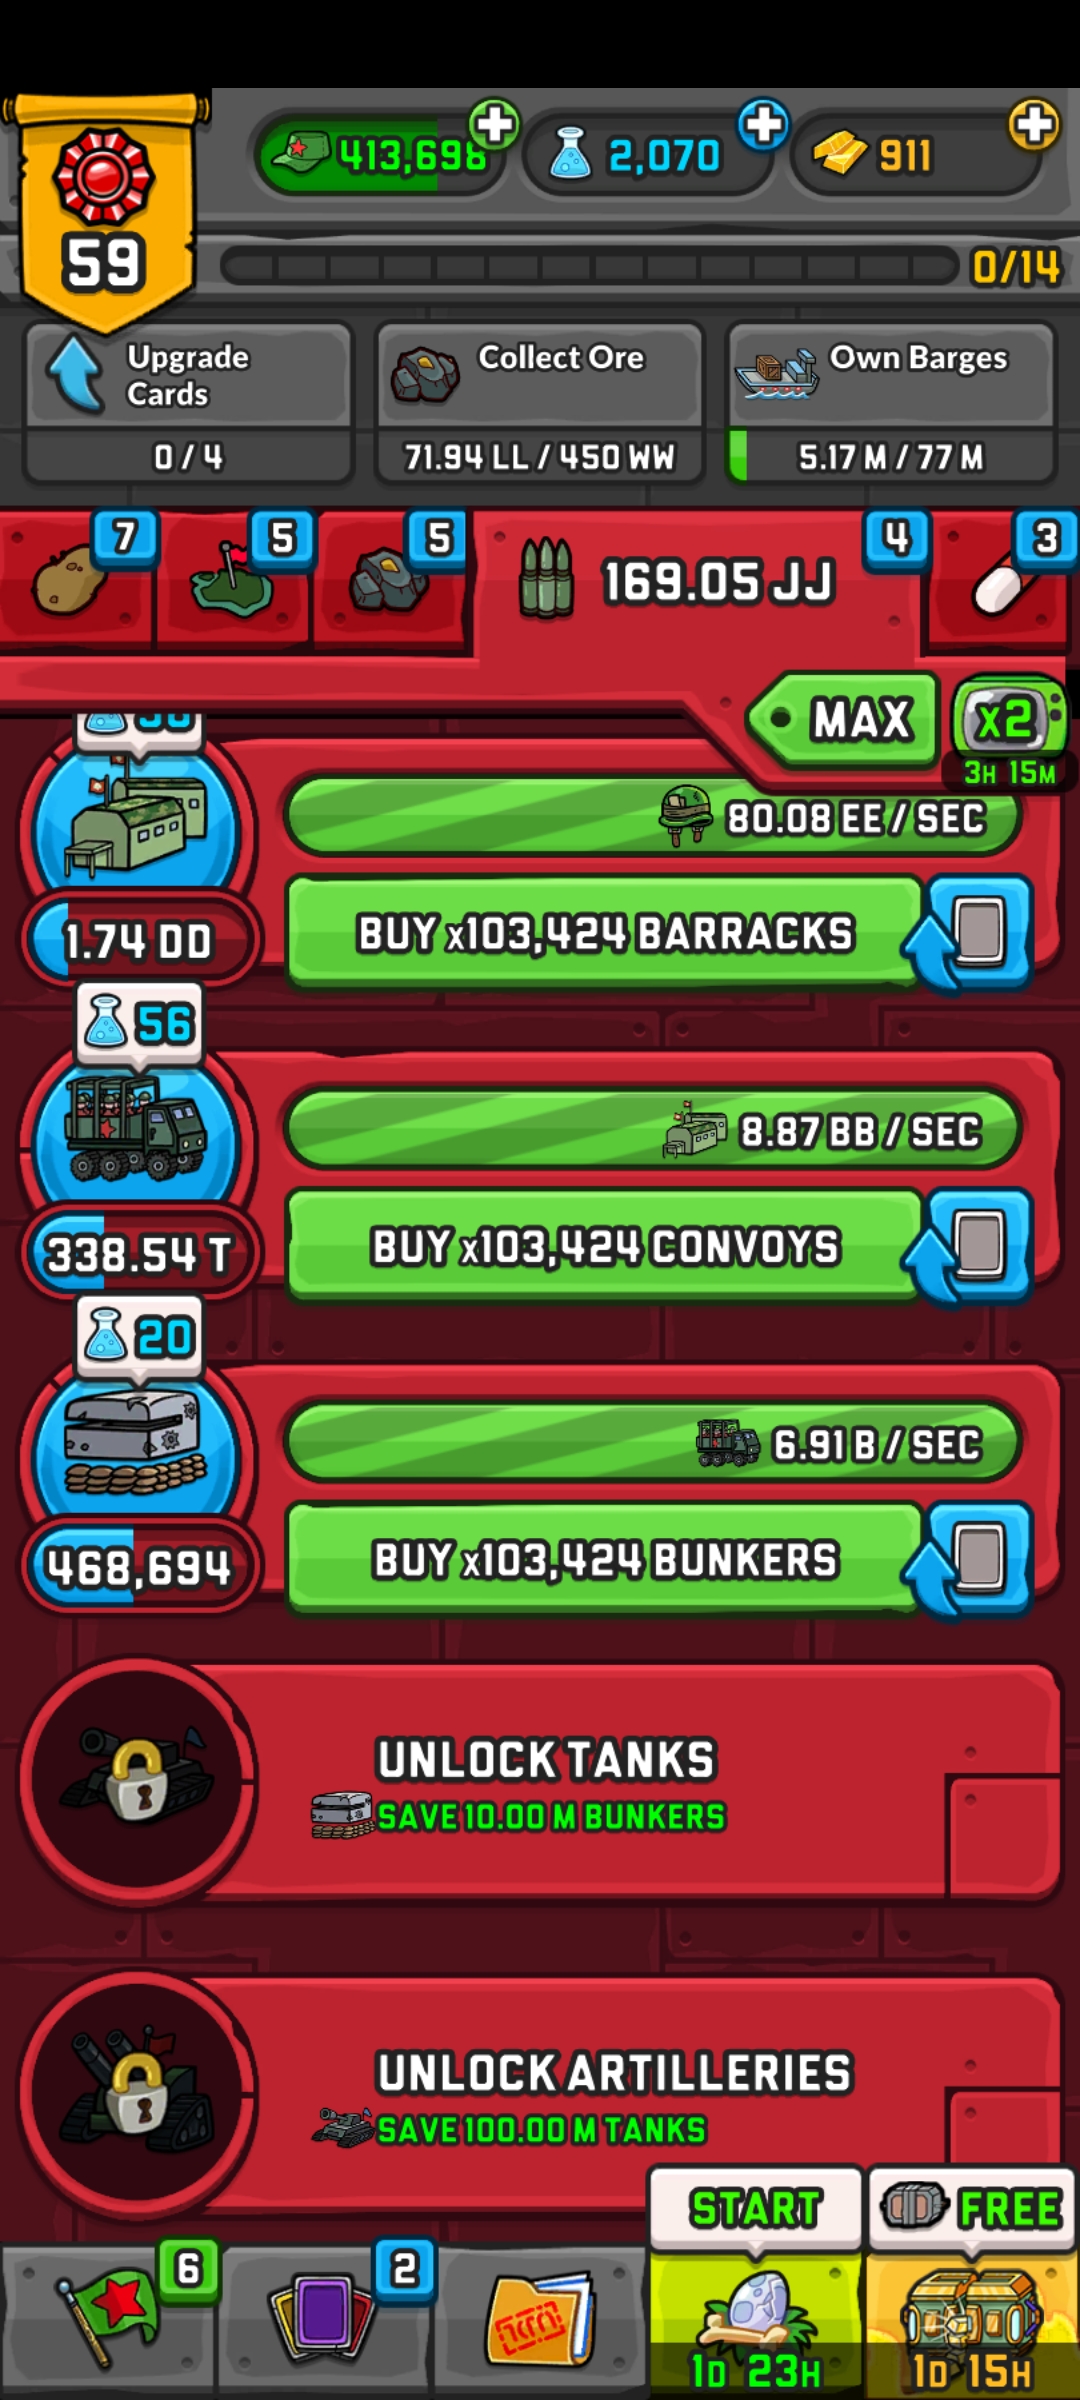 413,698
2,070
911
59
0/14
Upgrade
Cards
0 / 4
Collect Ore
71.94 LL / 450 WW
Own Barges
5.17 M / 77 M
7
5
5
169.05 JJ
4
3
MAX
x2
3H 15M
80.08 EE / SEC
1.74 DD
BUY x103,424 BARRACKS
56
8.87 BB / SEC
338.54 T
BUY x103,424 CONVOYS
20
6.91 B / SEC
468,694
BUY x103,424 BUNKERS
UNLOCK TANKS
SAVE 10.00 M BUNKERS
UNLOCK ARTILLERIES
SAVE 100.00 M TANKS
START
FREE
6
2
1D 23H
1D 15H